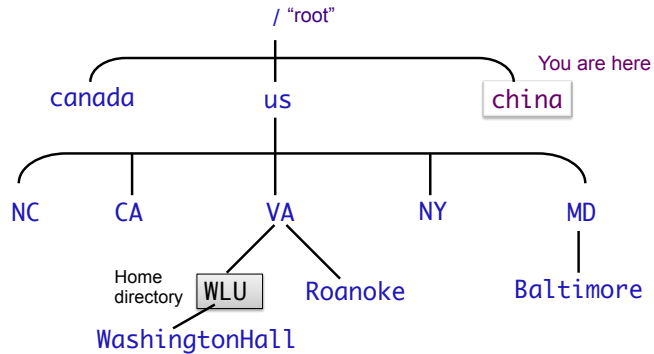 / “root”
You are here
canada
us
china
NC
CA
VA
NY
MD
Home
directory
WLU
Roanoke
Baltimore
WashingtonHall